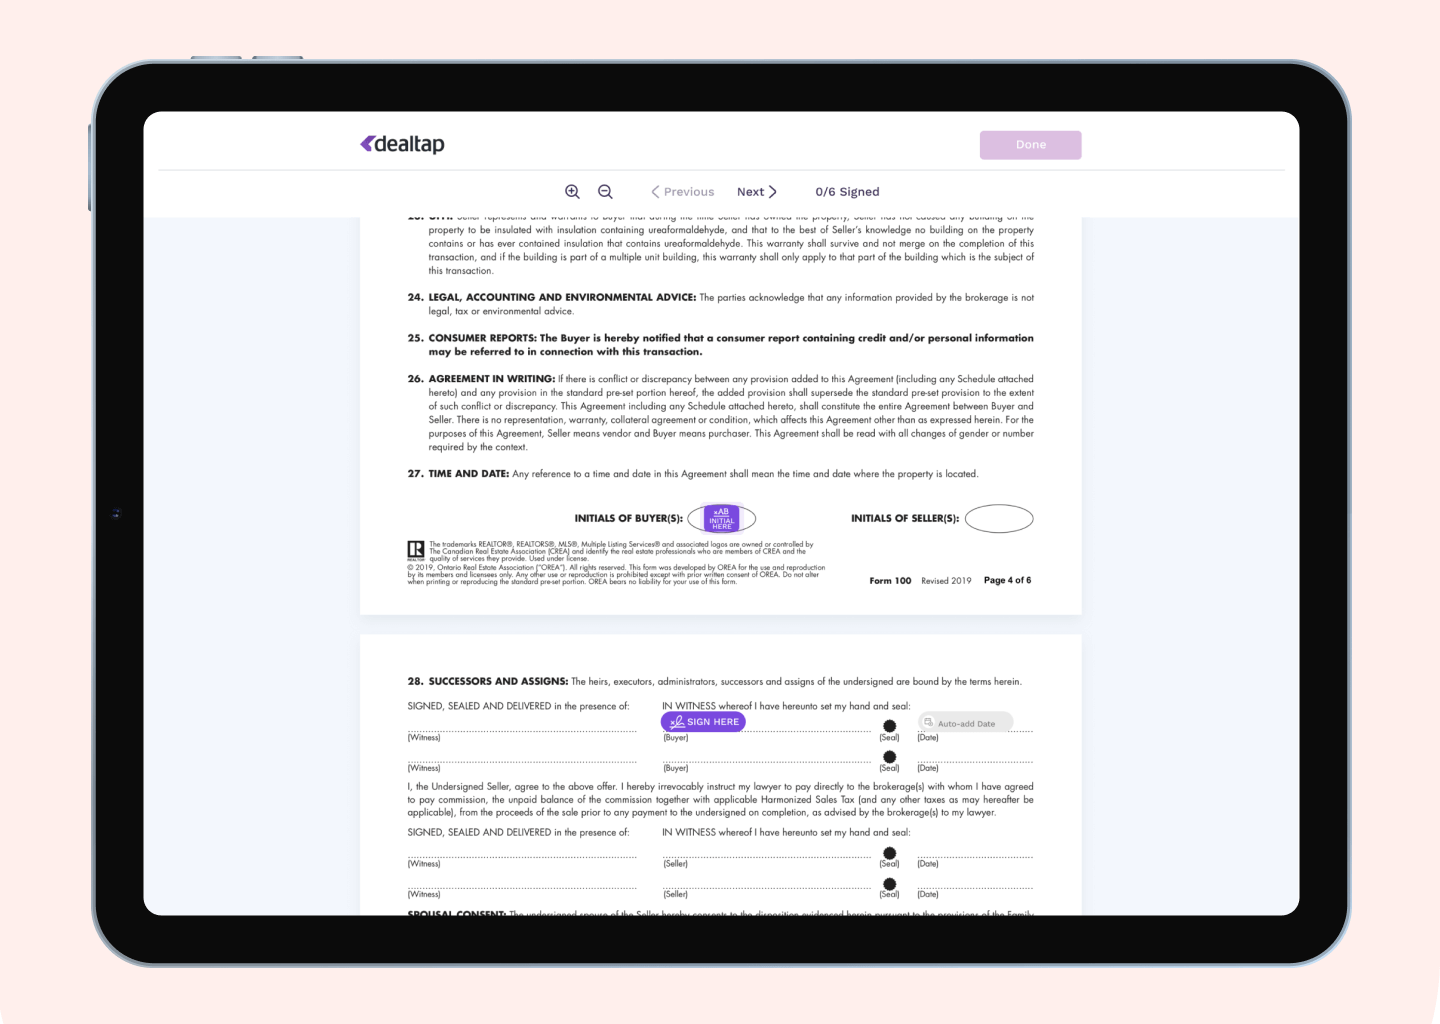 dealtap
Done
Previous
Next
0/6 Signed
23. UFFI: Seller represents and warrants to Buyer that during the time Seller has owned the property, Seller has not caused any building on the
property to be insulated with insulation containing ureaformaldehyde, and that to the best of Seller's knowledge no building on the property
contains or has ever contained insulation that contains ureaformaldehyde. This warranty shall survive and not merge on the completion of this
transaction, and if the building is part of a multiple unit building, this warranty shall only apply to that part of the building which is the subject of
this transaction.
24. LEGAL, ACCOUNTING AND ENVIRONMENTAL ADVICE: The parties acknowledge that any information provided by the brokerage is not
legal, tax or environmental advice.
25. CONSUMER REPORTS: The Buyer is hereby notified that a consumer report containing credit and/or personal information
may be referred to in connection with this transaction.
26. AGREEMENT IN WRITING: If there is conflict or discrepancy between any provision added to this Agreement (including any Schedule attached
hereto) and any provision in the standard pre-set portion hereof, the added provision shall supersede the standard pre-set provision to the extent
of such conflict or discrepancy. This Agreement including any Schedule attached hereto, shall constitute the entire Agreement between Buyer and
Seller. There is no representation, warranty, collateral agreement or condition, which affects this Agreement other than as expressed herein. For the
purposes of this Agreement, Seller means vendor and Buyer means purchaser. This Agreement shall be read with all changes of gender or number
required by the context.
27. TIME AND DATE: Any reference to a time and date in this Agreement shall mean the time and date where the property is located.
INITIALS OF BUYER(S): xAB INITIAL HERE INITIALS OF SELLER(S):
R REALTOR
The trademarks REALTOR®, REALTORS®, MLS®, Multiple Listing Services® and associated logos are owned or controlled by
The Canadian Real Estate Association (CREA) and identify the real estate professionals who are members of CREA and the
quality of services they provide. Used under license.
© 2019, Ontario Real Estate Association ("OREA"). All rights reserved. This form was developed by OREA for the use and reproduction
by its members and licensees only. Any other use or reproduction is prohibited except with prior written consent of OREA. Do not alter
when printing or reproducing the standard pre-set portion. OREA bears no liability for your use of this form.
Form 100 Revised 2019 Page 4 of 6
28. SUCCESSORS AND ASSIGNS: The heirs, executors, administrators, successors and assigns of the undersigned are bound by the terms herein.
SIGNED, SEALED AND DELIVERED in the presence of: IN WITNESS whereof I have hereunto set my hand and seal:
x SIGN HERE Auto-add Date
(Witness) (Buyer) (Seal) (Date)
(Witness) (Buyer) (Seal) (Date)
I, the Undersigned Seller, agree to the above offer. I hereby irrevocably instruct my lawyer to pay directly to the brokerage(s) with whom I have agreed
to pay commission, the unpaid balance of the commission together with applicable Harmonized Sales Tax (and any other taxes as may hereafter be
applicable), from the proceeds of the sale prior to any payment to the undersigned on completion, as advised by the brokerage(s) to my lawyer.
SIGNED, SEALED AND DELIVERED in the presence of: IN WITNESS whereof I have hereunto set my hand and seal:
(Witness) (Seller) (Seal) (Date)
(Witness) (Seller) (Seal) (Date)
SPOUSAL CONSENT: The undersigned spouse of the Seller hereby consents to the disposition evidenced herein pursuant to the provisions of the Family